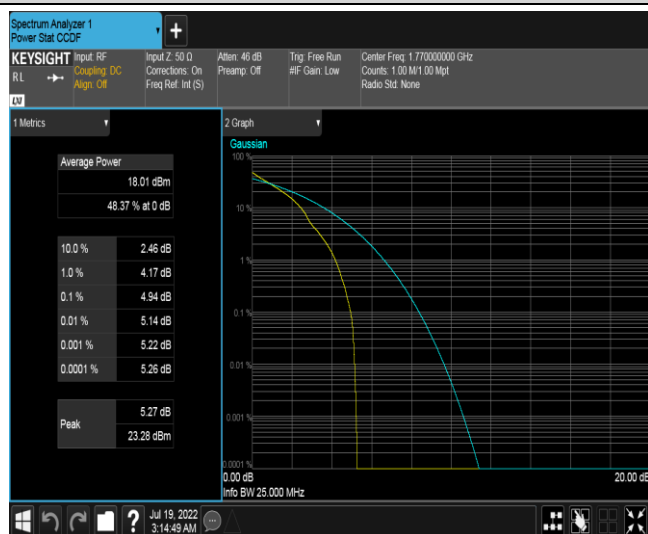 Spectrum Analyzer 1
Power Stat CCDF
+
KEYSIGHT
RL
LXI
Input: RF
Coupling: DC
Align: Off
Input Z: 50 Ω
Corrections: On
Freq Ref: Int (S)
Atten: 46 dB
Preamp: Off
Trig: Free Run
#IF Gain: Low
Center Freq: 1.770000000 GHz
Counts: 1.00 M/1.00 Mpt
Radio Std: None
1 Metrics
Average Power
18.01 dBm
48.37 % at 0 dB
10.0 % 2.46 dB
1.0 % 4.17 dB
0.1 % 4.94 dB
0.01 % 5.14 dB
0.001 % 5.22 dB
0.0001 % 5.26 dB
Peak
5.27 dB
23.28 dBm
2 Graph
Gaussian
100 %
10 %
1 %
0.1 %
0.01 %
0.001 %
0.0001 %
0.00 dB 20.00 dB
Info BW 25.000 MHz
?
Jul 19, 2022
3:14:49 AM